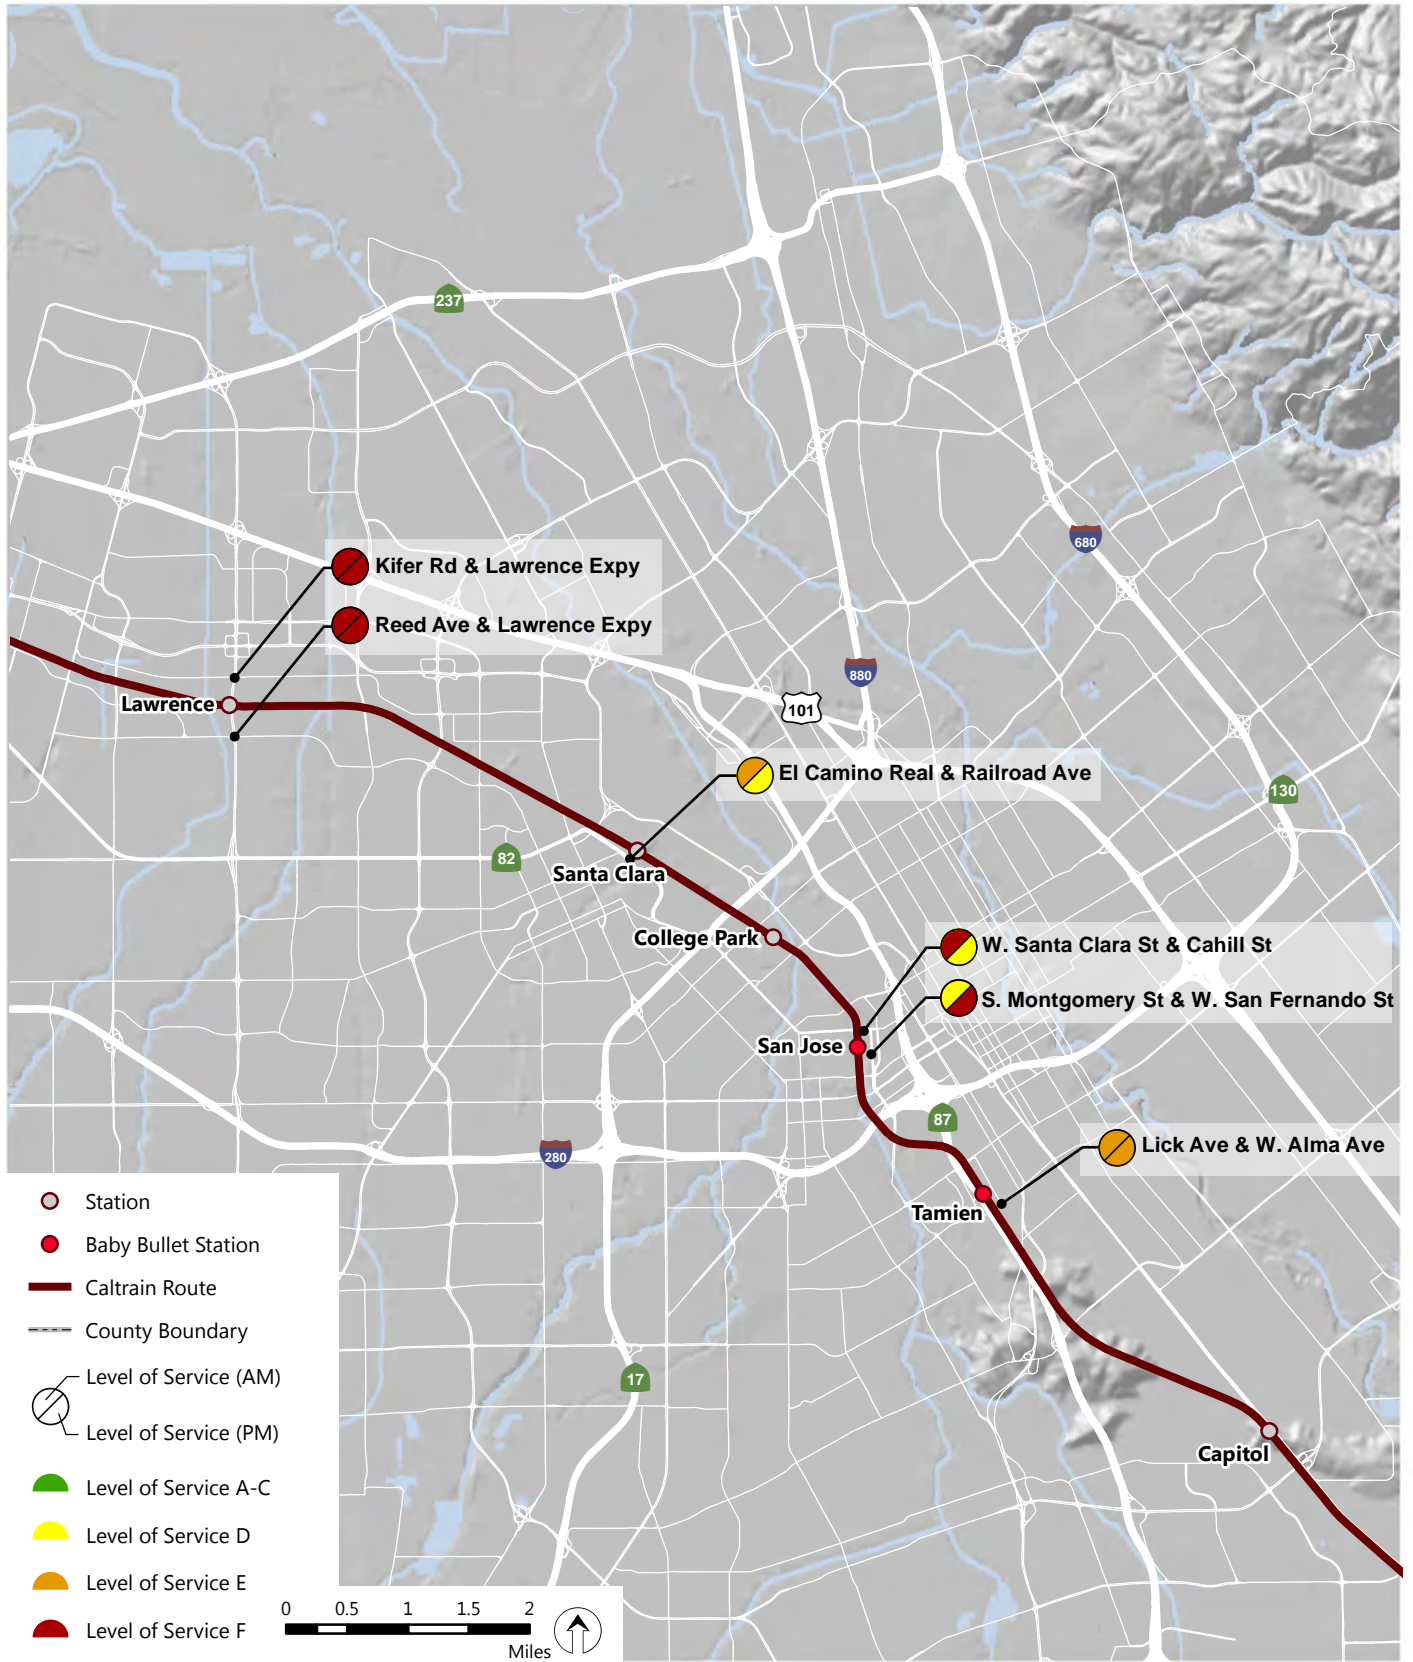 237
680
Kifer Rd & Lawrence Expy
Reed Ave & Lawrence Expy
880
101
Lawrence
El Camino Real & Railroad Ave
130
82
Santa Clara
College Park
W. Santa Clara St & Cahill St
S. Montgomery St & W. San Fernando St
San Jose
87
Lick Ave & W. Alma Ave
280
Tamien
17
Capitol
Station
Baby Bullet Station
Caltrain Route
County Boundary
Level of Service (AM)
Level of Service (PM)
Level of Service A-C
Level of Service D
Level of Service E
Level of Service F
0 0.5 1 1.5 2
Miles